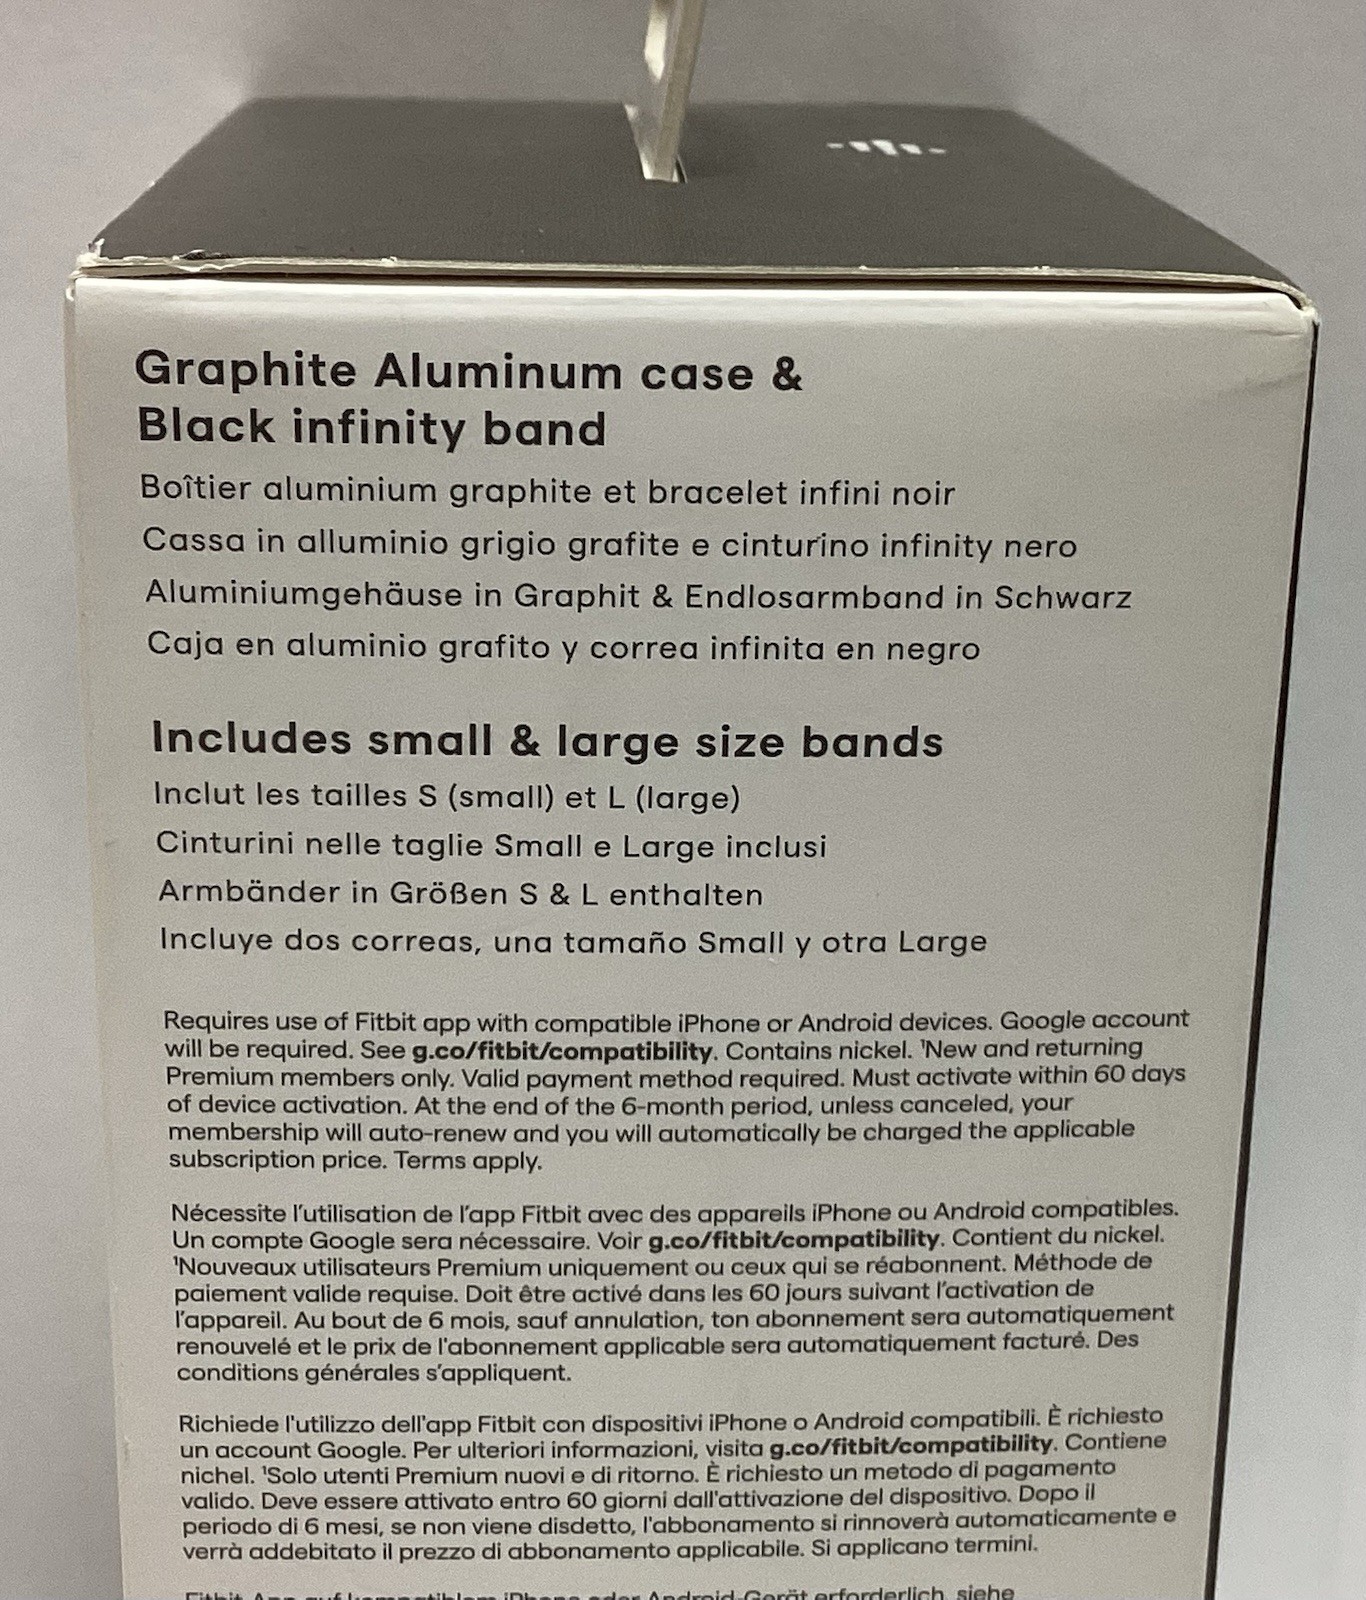 Graphite Aluminum case &
Black infinity band
Boîtier aluminium graphite et bracelet infini noir
Cassa in alluminio grigio grafite e cinturino infinity nero
Aluminiumgehäuse in Graphit & Endlosarmband in Schwarz
Caja en aluminio grafito y correa infinita en negro
Includes small & large size bands
Inclut les tailles S (small) et L (large)
Cinturini nelle taglie Small e Large inclusi
Armbänder in Größen S & L enthalten
Incluye dos correas, una tamaño Small y otra Large
Requires use of Fitbit app with compatible iPhone or Android devices. Google account
will be required. See g.co/fitbit/compatibility. Contains nickel. ¹New and returning
Premium members only. Valid payment method required. Must activate within 60 days
of device activation. At the end of the 6-month period, unless canceled, your
membership will auto-renew and you will automatically be charged the applicable
subscription price. Terms apply.
Nécessite l'utilisation de l'app Fitbit avec des appareils iPhone ou Android compatibles.
Un compte Google sera nécessaire. Voir g.co/fitbit/compatibility. Contient du nickel.
¹Nouveaux utilisateurs Premium uniquement ou ceux qui se réabonnent. Méthode de
paiement valide requise. Doit être activé dans les 60 jours suivant l'activation de
l'appareil. Au bout de 6 mois, sauf annulation, ton abonnement sera automatiquement
renouvelé et le prix de l'abonnement applicable sera automatiquement facturé. Des
conditions générales s'appliquent.
Richiede l'utilizzo dell'app Fitbit con dispositivi iPhone o Android compatibili. È richiesto
un account Google. Per ulteriori informazioni, visita g.co/fitbit/compatibility. Contiene
nichel. ¹Solo utenti Premium nuovi e di ritorno. È richiesto un metodo di pagamento
valido. Deve essere attivato entro 60 giorni dall'attivazione del dispositivo. Dopo il
periodo di 6 mesi, se non viene disdetto, l'abbonamento si rinnoverà automaticamente e
verrà addebitato il prezzo di abbonamento applicabile. Si applicano termini.
Fitbit App auf kompatiblem iPhone oder Android-Gerät erforderlich, siehe